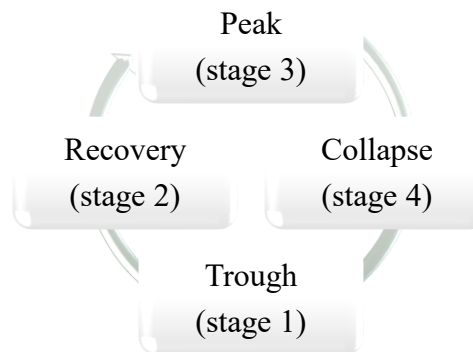 Peak
(stage 3)
Recovery
(stage 2)
Collapse
(stage 4)
Trough
(stage 1)